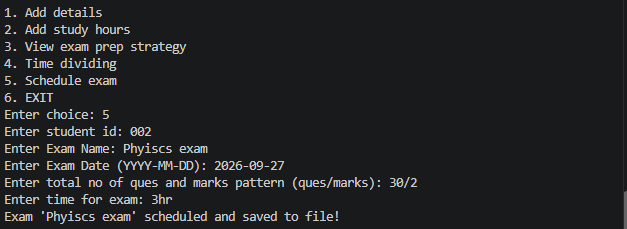 1. Add details
2. Add study hours
3. View exam prep strategy
4. Time dividing
5. Schedule exam
6. EXIT
Enter choice: 5
Enter student id: 002
Enter Exam Name: Phyiscs exam
Enter Exam Date (YYYY-MM-DD): 2026-09-27
Enter total no of ques and marks pattern (ques/marks): 30/2
Enter time for exam: 3hr
Exam 'Phyiscs exam' scheduled and saved to file!